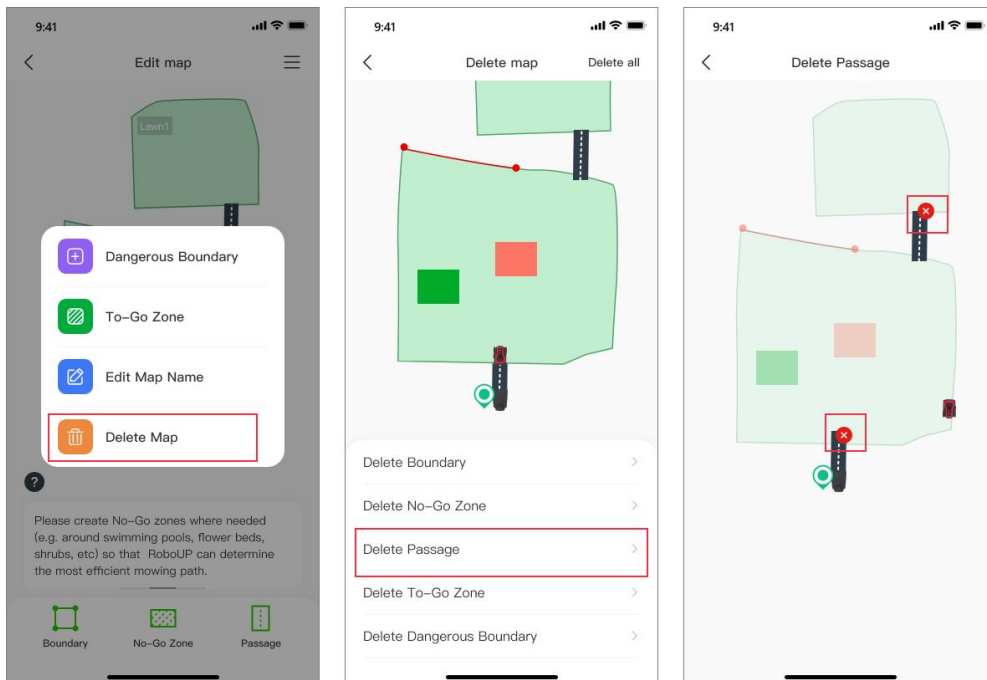 9:41
Edit map
Lawn1
Dangerous Boundary
To-Go Zone
Edit Map Name
Delete Map
?
Please create No-Go zones where needed
(e.g. around swimming pools, flower beds,
shrubs, etc) so that RoboUP can determine
the most efficient mowing path.
Boundary
No-Go Zone
Passage
9:41
Delete map
Delete all
Delete Boundary
Delete No-Go Zone
Delete Passage
Delete To-Go Zone
Delete Dangerous Boundary
9:41
Delete Passage